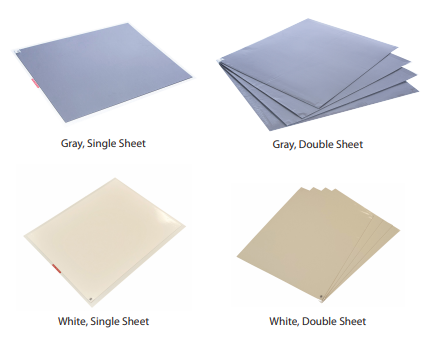 Gray, Single Sheet
Gray, Double Sheet
White, Single Sheet
White, Double Sheet